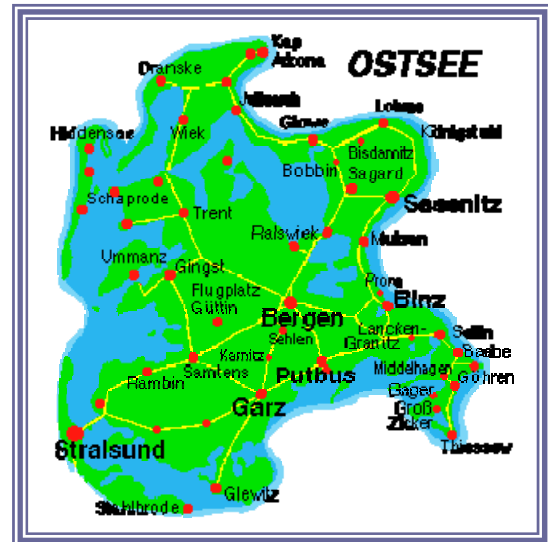 Kap
Arkona
OSTSEE
Dranske
Juliusruh
Lohme
Glowe
Königstuhl
Wiek
Hiddensee
Bisdamitz
Bobbin
Sagard
Schaprode
Sassnitz
Trent
Ralswiek
Mukran
Ummanz
Gingst
Prora
Flugplatz
Güttin
Binz
Bergen
Sehlen
Lancken-
Granitz
Sellin
Karnitz
Baabe
Samtens
Putbus
Middelhagen
Göhren
Rambin
Gager
Garz
Groß
Zicker
Stralsund
Thiessow
Glewitz
Stahlbrode